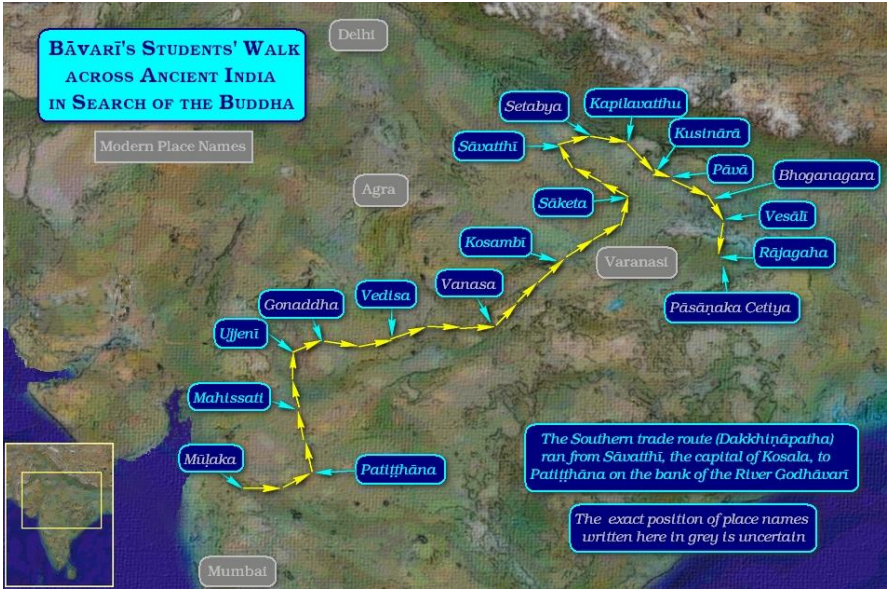 BĀVARĪ'S STUDENTS' WALK
ACROSS ANCIENT INDIA
IN SEARCH OF THE BUDDHA
Delhi
Modern Place Names
Setabya
Kapilavatthu
Sāvatthī
Kusinārā
Pāvā
Bhoganagara
Agra
Sāketa
Vesālī
Kosambī
Varanasi
Rājagaha
Vanasa
Pāsāṇaka Cetiya
Gonaddha
Vedisa
Ujjenī
Mahissati
Mūḷaka
Patiṭṭhāna
The Southern trade route (Dakkhiṇāpatha)
ran from Sāvatthī, the capital of Kosala, to
Patiṭṭhāna on the bank of the River Godhāvarī
The exact position of place names
written here in grey is uncertain
Mumbai